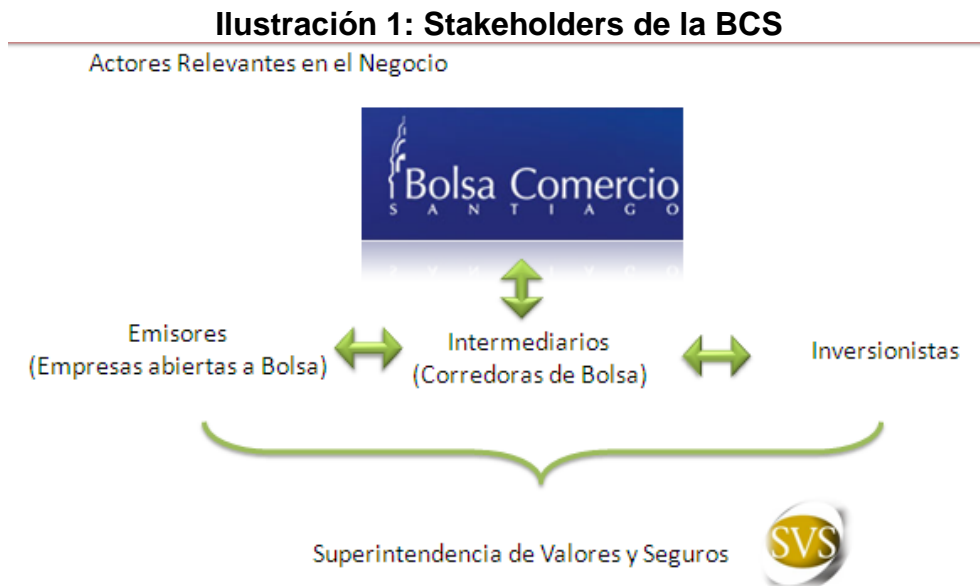 Ilustración 1: Stakeholders de la BCS
Actores Relevantes en el Negocio
Bolsa Comercio
SANTIAGO
Emisores
(Empresas abiertas a Bolsa)
Intermediarios
(Corredoras de Bolsa)
Inversionistas
Superintendencia de Valores y Seguros
SVS